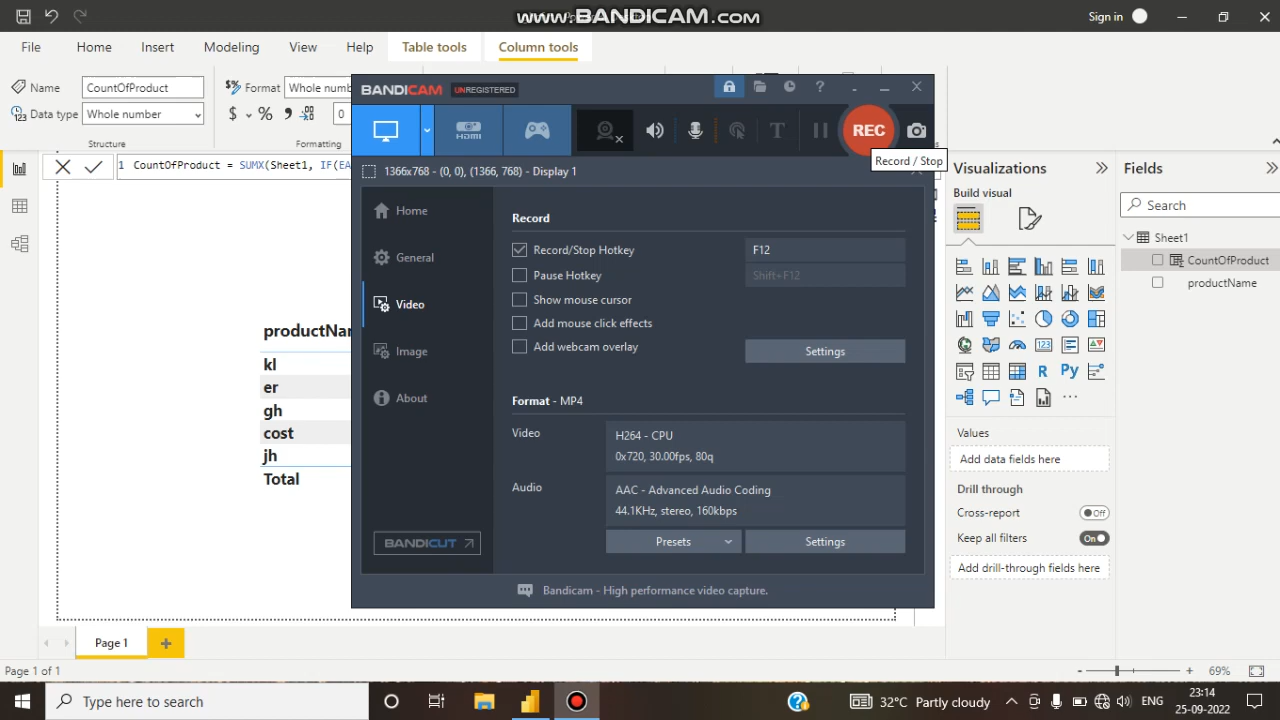 www.BANDICAM.com
Sign in
File Home Insert Modeling View Help Table tools Column tools
Name CountOfProduct
Format Whole numb
Data type Whole number
$ % 0
Structure
Formatting
1 CountOfProduct = SUMX(Sheet1, IF(EA
BANDICAM UNREGISTERED
?
HDMI
T
REC
Record / Stop
1366x768 - (0, 0), (1366, 768) - Display 1
Home
General
Video
Image
About
BANDICUT
Record
Record/Stop Hotkey F12
Pause Hotkey Shift+F12
Show mouse cursor
Add mouse click effects
Add webcam overlay
Settings
Format - MP4
Video
H264 - CPU
0x720, 30.00fps, 80q
Audio
AAC - Advanced Audio Coding
44.1KHz, stereo, 160kbps
Presets Settings
Bandicam - High performance video capture.
productNa
kl
er
gh
cost
jh
Total
Visualizations
Build visual
123
R Py
Values
Add data fields here
Drill through
Cross-report Off
Keep all filters On
Add drill-through fields here
Fields
Search
Sheet1
CountOfProduct
productName
Page 1
+
Page 1 of 1
- + 69%
Type here to search
32°C Partly cloudy
ENG
23:14
25-09-2022